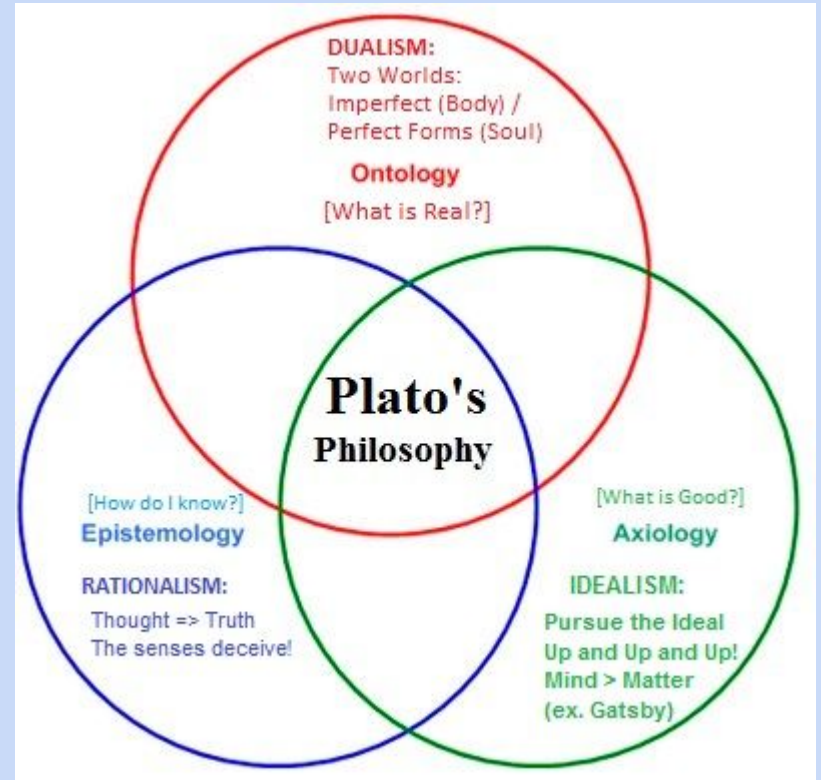 DUALISM:
Two Worlds:
Imperfect (Body) /
Perfect Forms (Soul)
Ontology
[What is Real?]
Plato's
Philosophy
[How do I know?]
Epistemology
RATIONALISM:
Thought => Truth
The senses deceive!
[What is Good?]
Axiology
IDEALISM:
Pursue the Ideal
Up and Up and Up!
Mind > Matter
(ex. Gatsby)